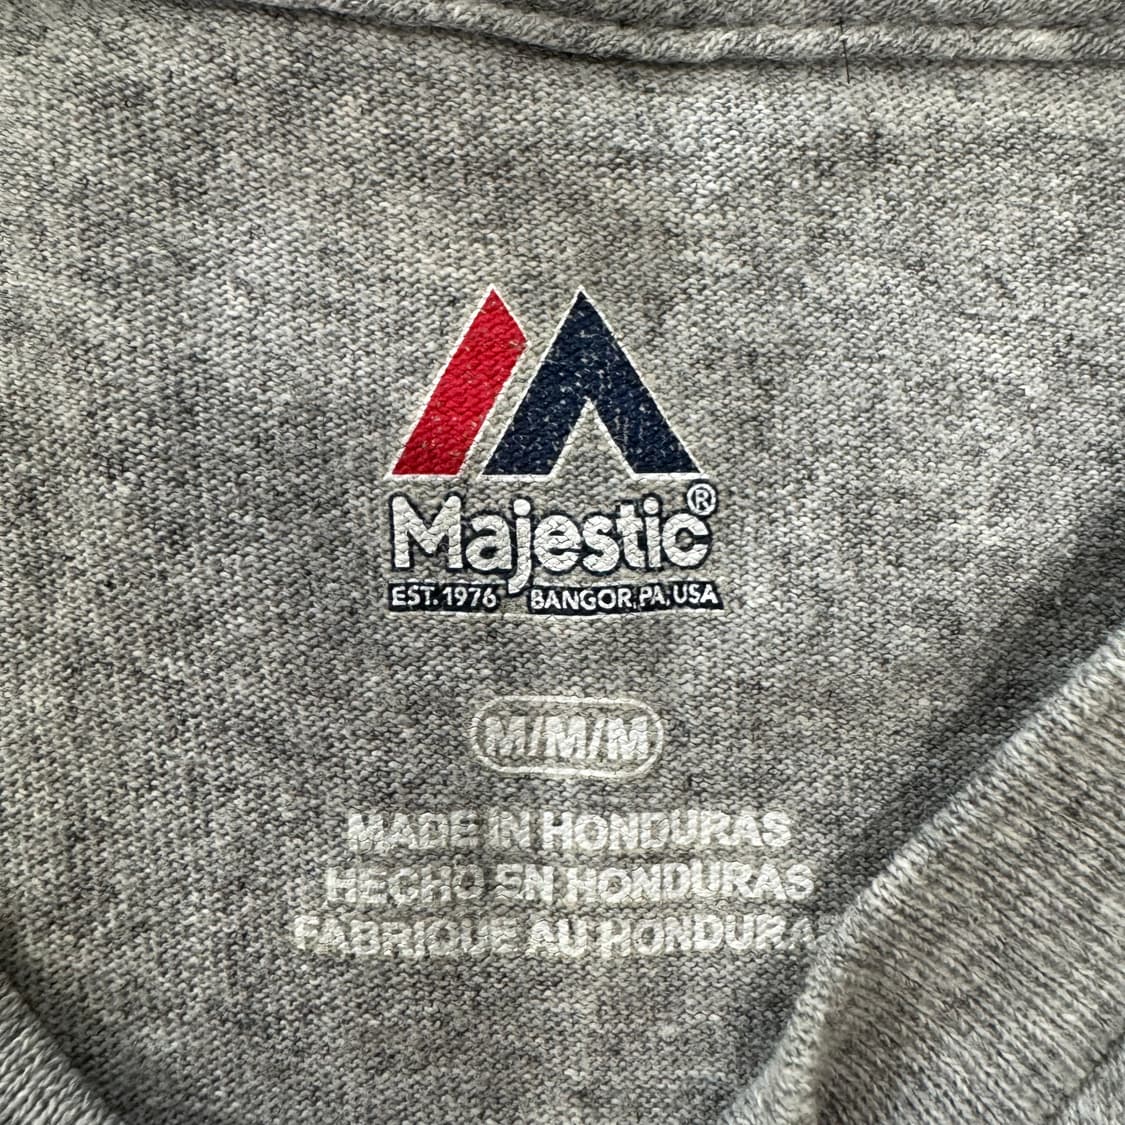 Majestic®
EST. 1976 BANGOR, PA, USA
M/M/M
MADE IN HONDURAS
HECHO EN HONDURAS
FABRIQUE AU HONDURAS